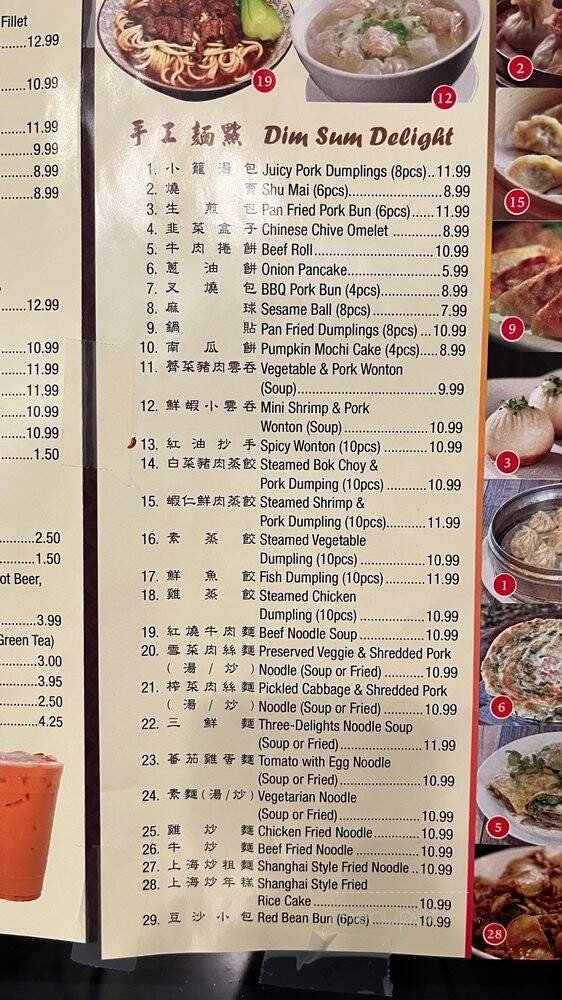 Fillet
......12.99
......10.99
......11.99
......9.99
......8.99
......8.99
......12.99
......10.99
......11.99
......11.99
......10.99
......10.99
......1.50
......2.50
......1.50
ot Beer,
......3.99
Green Tea)
......3.00
......3.95
......2.50
......4.25
19
12
手工麵點 Dim Sum Delight
1. 小籠湯包 Juicy Pork Dumplings (8pcs)..11.99
2. 燒賣 Shu Mai (6pcs)......................8.99
3. 生煎包 Pan Fried Pork Bun (6pcs)......11.99
4. 韭菜盒子 Chinese Chive Omelet ............8.99
5. 牛肉捲餅 Beef Roll............................10.99
6. 蔥油餅 Onion Pancake.....................5.99
7. 叉燒包 BBQ Pork Bun (4pcs)..............8.99
8. 麻球 Sesame Ball (8pcs) ................7.99
9. 鍋貼 Pan Fried Dumplings (8pcs) ...10.99
10. 南瓜餅 Pumpkin Mochi Cake (4pcs).....8.99
11. 薺菜豬肉雲吞 Vegetable & Pork Wonton
(Soup)................................9.99
12. 鮮蝦小雲吞 Mini Shrimp & Pork
Wonton (Soup) ....................10.99
13. 紅油抄手 Spicy Wonton (10pcs) ............10.99
14. 白菜豬肉蒸餃 Steamed Bok Choy &
Pork Dumping (10pcs) ...........10.99
15. 蝦仁鮮肉蒸餃 Steamed Shrimp &
Pork Dumpling (10pcs)..........11.99
16. 素蒸餃 Steamed Vegetable
Dumpling (10pcs) .................10.99
17. 鮮魚餃 Fish Dumpling (10pcs)...........11.99
18. 雞蒸餃 Steamed Chicken
Dumpling (10pcs) .................10.99
19. 紅燒牛肉麵 Beef Noodle Soup .................10.99
20. 雪菜肉絲麵 Preserved Veggie & Shredded Pork
(湯/炒) Noodle (Soup or Fried) ...........10.99
21. 榨菜肉絲麵 Pickled Cabbage & Shredded Pork
(湯/炒) Noodle (Soup or Fried) ...........10.99
22. 三鮮麵 Three-Delights Noodle Soup
(Soup or Fried).....................11.99
23. 蕃茄雞蛋麵 Tomato with Egg Noodle
(Soup or Fried).....................10.99
24. 素麵(湯/炒) Vegetarian Noodle
(Soup or Fried).....................10.99
25. 雞炒麵 Chicken Fried Noodle.............10.99
26. 牛炒麵 Beef Fried Noodle .................10.99
27. 上海炒粗麵 Shanghai Style Fried Noodle ..10.99
28. 上海炒年糕 Shanghai Style Fried
Rice Cake ...........................10.99
29. 豆沙小包 Red Bean Bun (6pcs) .............10.99
2
15
9
3
1
6
5
28